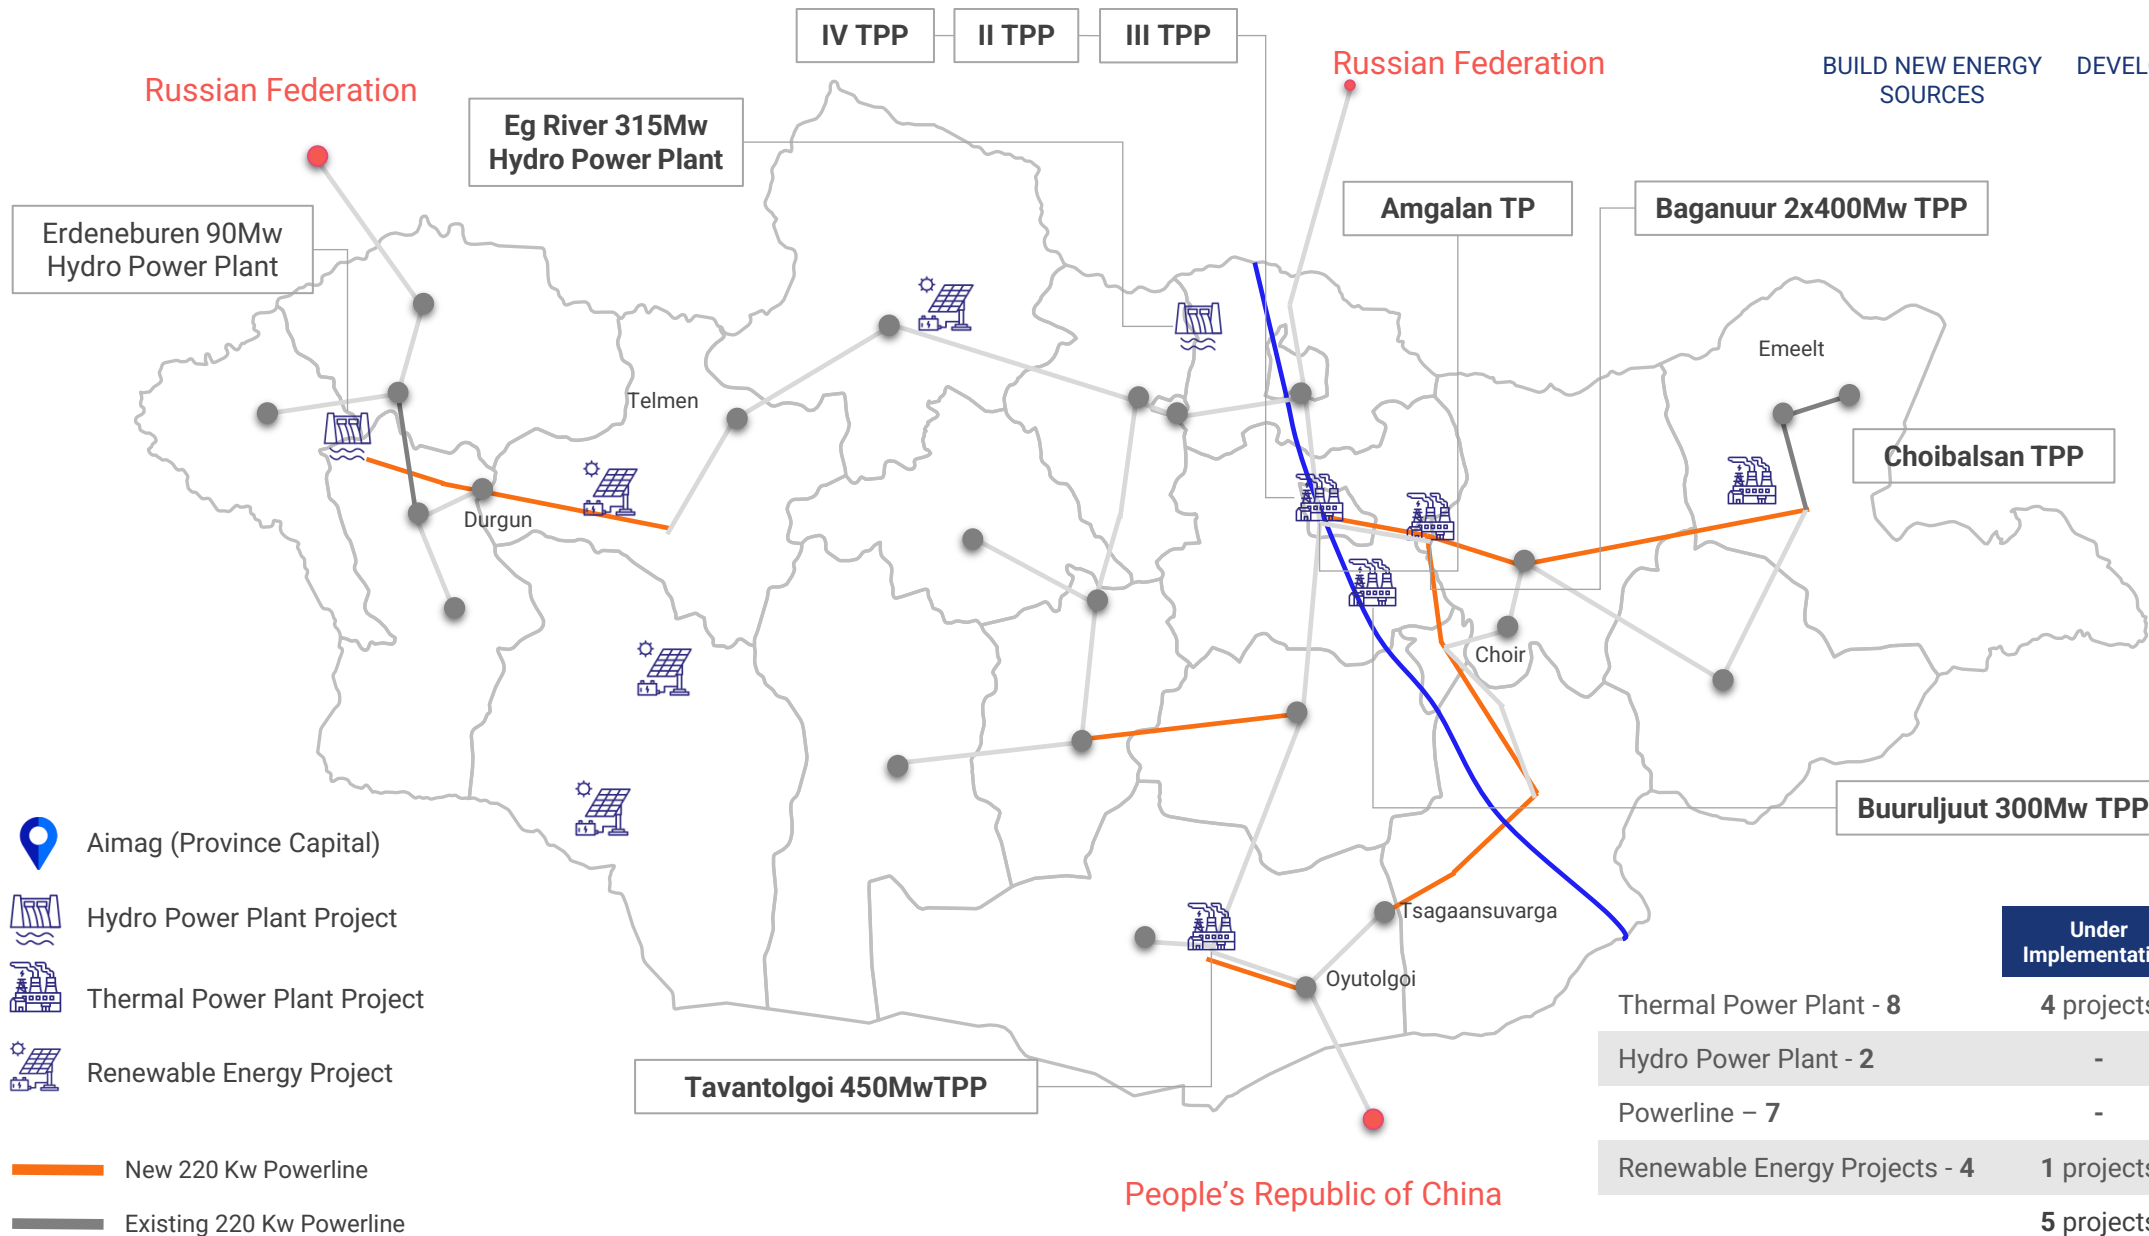 IV TPP
II TPP
III TPP
Russian Federation
Russian Federation
BUILD NEW ENERGY
SOURCES
Eg River 315Mw
Hydro Power Plant
Amgalan TP
Baganuur 2x400Mw TPP
Erdeneburen 90Mw
Hydro Power Plant
Emeelt
Telmen
Choibalsan TPP
Durgun
Choir
Buuruljuut 300Mw TPP
Aimag (Province Capital)
Hydro Power Plant Project
Thermal Power Plant Project
Renewable Energy Project
Tsagaansuvarga
Oyutolgoi
Tavantolgoi 450MwTPP
People’s Republic of China
New 220 Kw Powerline
Existing 220 Kw Powerline
Under
Thermal Power Plant - 8 4 projects
Hydro Power Plant - 2 -
Powerline – 7 -
Renewable Energy Projects - 4 1 projects
5 projects